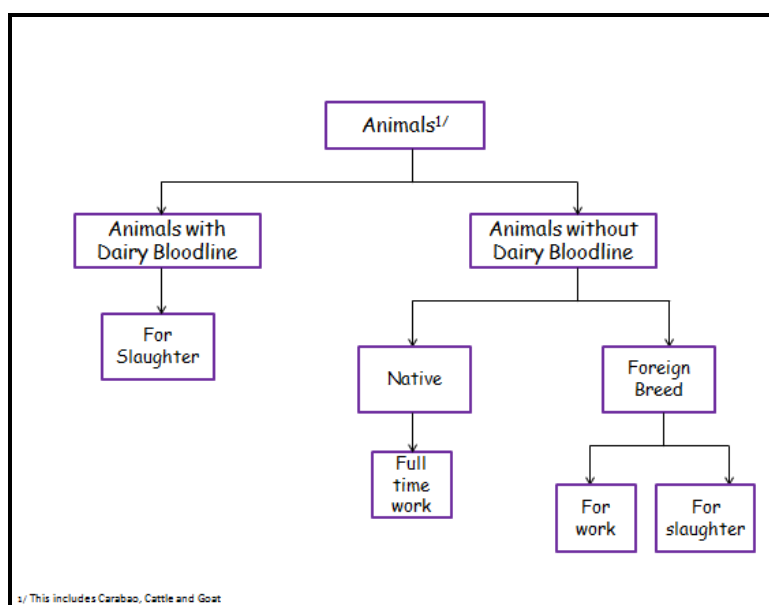 Animals1/
Animals with
Dairy Bloodline
Animals without
Dairy Bloodline
For
Slaughter
Native
Foreign
Breed
Full
time
work
For
work
For
slaughter
1/ This includes Carabao, Cattle and Goat